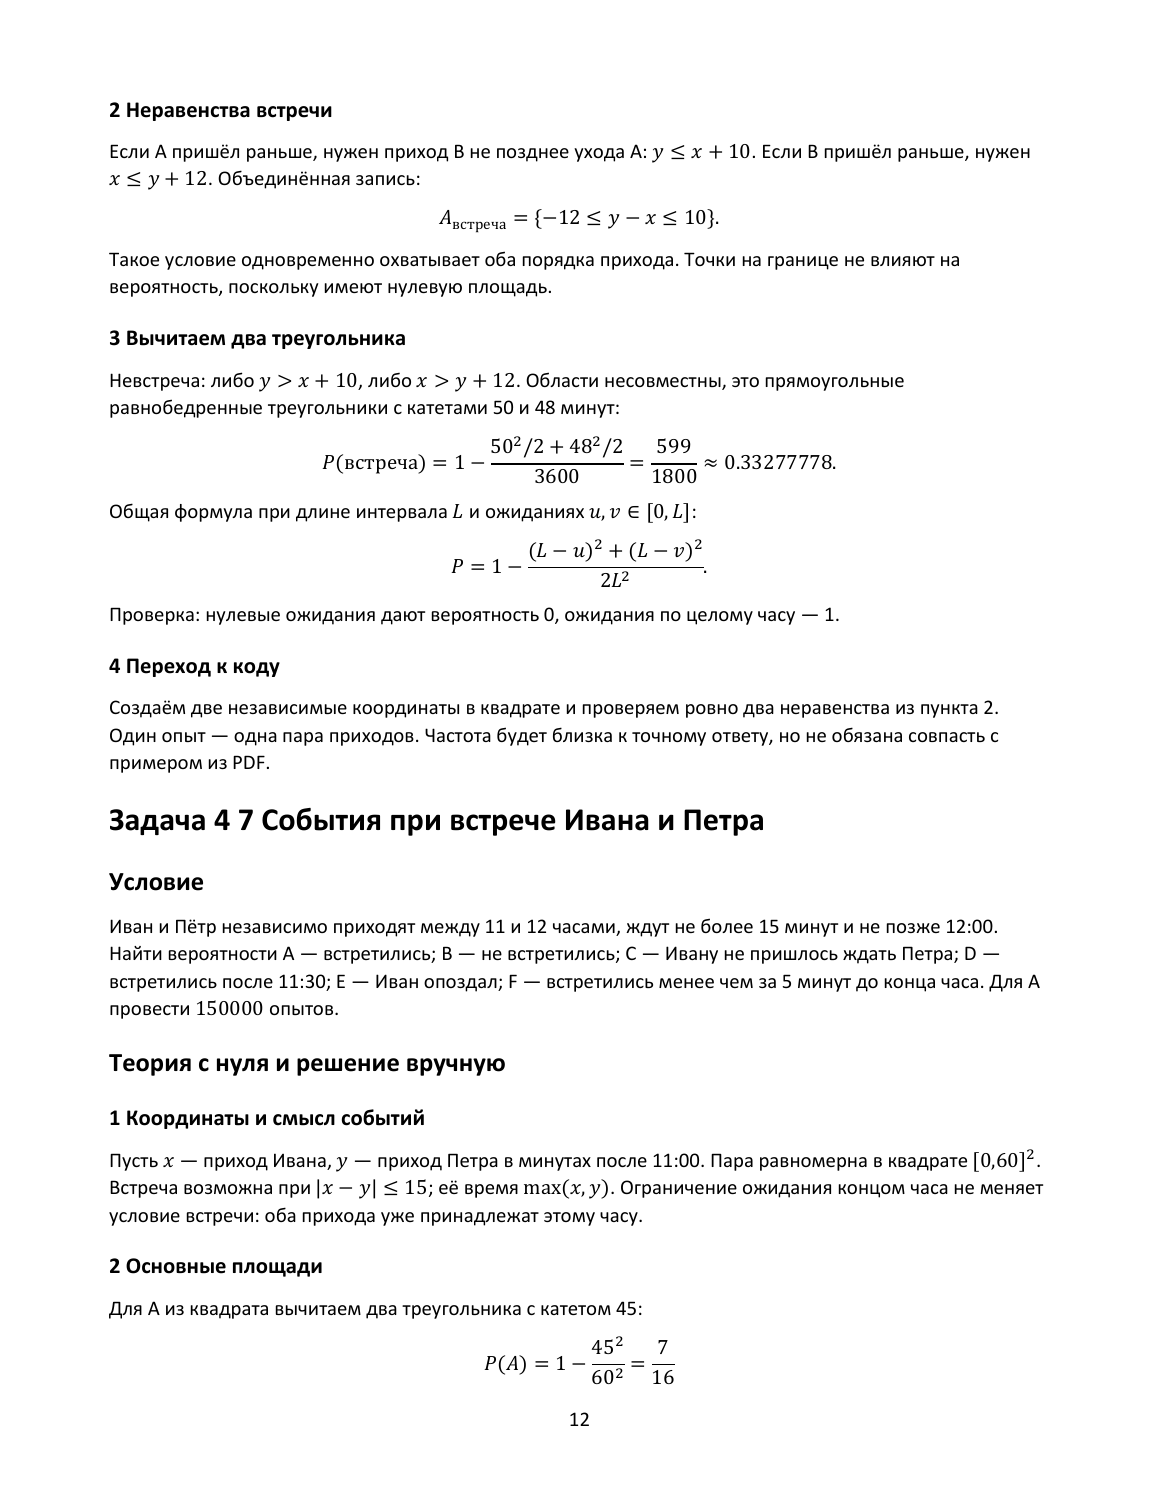 2 Неравенства встречи
Если A пришёл раньше, нужен приход B не позднее ухода A: y ≤ x + 10. Если B пришёл раньше, нужен
x ≤ y + 12. Объединённая запись:
A_встреча = {−12 ≤ y − x ≤ 10}.
Такое условие одновременно охватывает оба порядка прихода. Точки на границе не влияют на
вероятность, поскольку имеют нулевую площадь.
3 Вычитаем два треугольника
Невстреча: либо y > x + 10, либо x > y + 12. Области несовместны, это прямоугольные
равнобедренные треугольники с катетами 50 и 48 минут:
P(встреча) = 1 − (50²/2 + 48²/2)/3600 = 599/1800 ≈ 0.33277778.
Общая формула при длине интервала L и ожиданиях u, v ∈ [0, L]:
P = 1 − ((L − u)² + (L − v)²)/(2L²).
Проверка: нулевые ожидания дают вероятность 0, ожидания по целому часу — 1.
4 Переход к коду
Создаём две независимые координаты в квадрате и проверяем ровно два неравенства из пункта 2.
Один опыт — одна пара приходов. Частота будет близка к точному ответу, но не обязана совпасть с
примером из PDF.
Задача 4 7 События при встрече Ивана и Петра
Условие
Иван и Пётр независимо приходят между 11 и 12 часами, ждут не более 15 минут и не позже 12:00.
Найти вероятности A — встретились; B — не встретились; C — Ивану не пришлось ждать Петра; D —
встретились после 11:30; E — Иван опоздал; F — встретились менее чем за 5 минут до конца часа. Для A
провести 150000 опытов.
Теория с нуля и решение вручную
1 Координаты и смысл событий
Пусть x — приход Ивана, y — приход Петра в минутах после 11:00. Пара равномерна в квадрате [0,60]².
Встреча возможна при |x − y| ≤ 15; её время max(x, y). Ограничение ожидания концом часа не меняет
условие встречи: оба прихода уже принадлежат этому часу.
2 Основные площади
Для A из квадрата вычитаем два треугольника с катетом 45:
P(A) = 1 − 45²/60² = 7/16
12